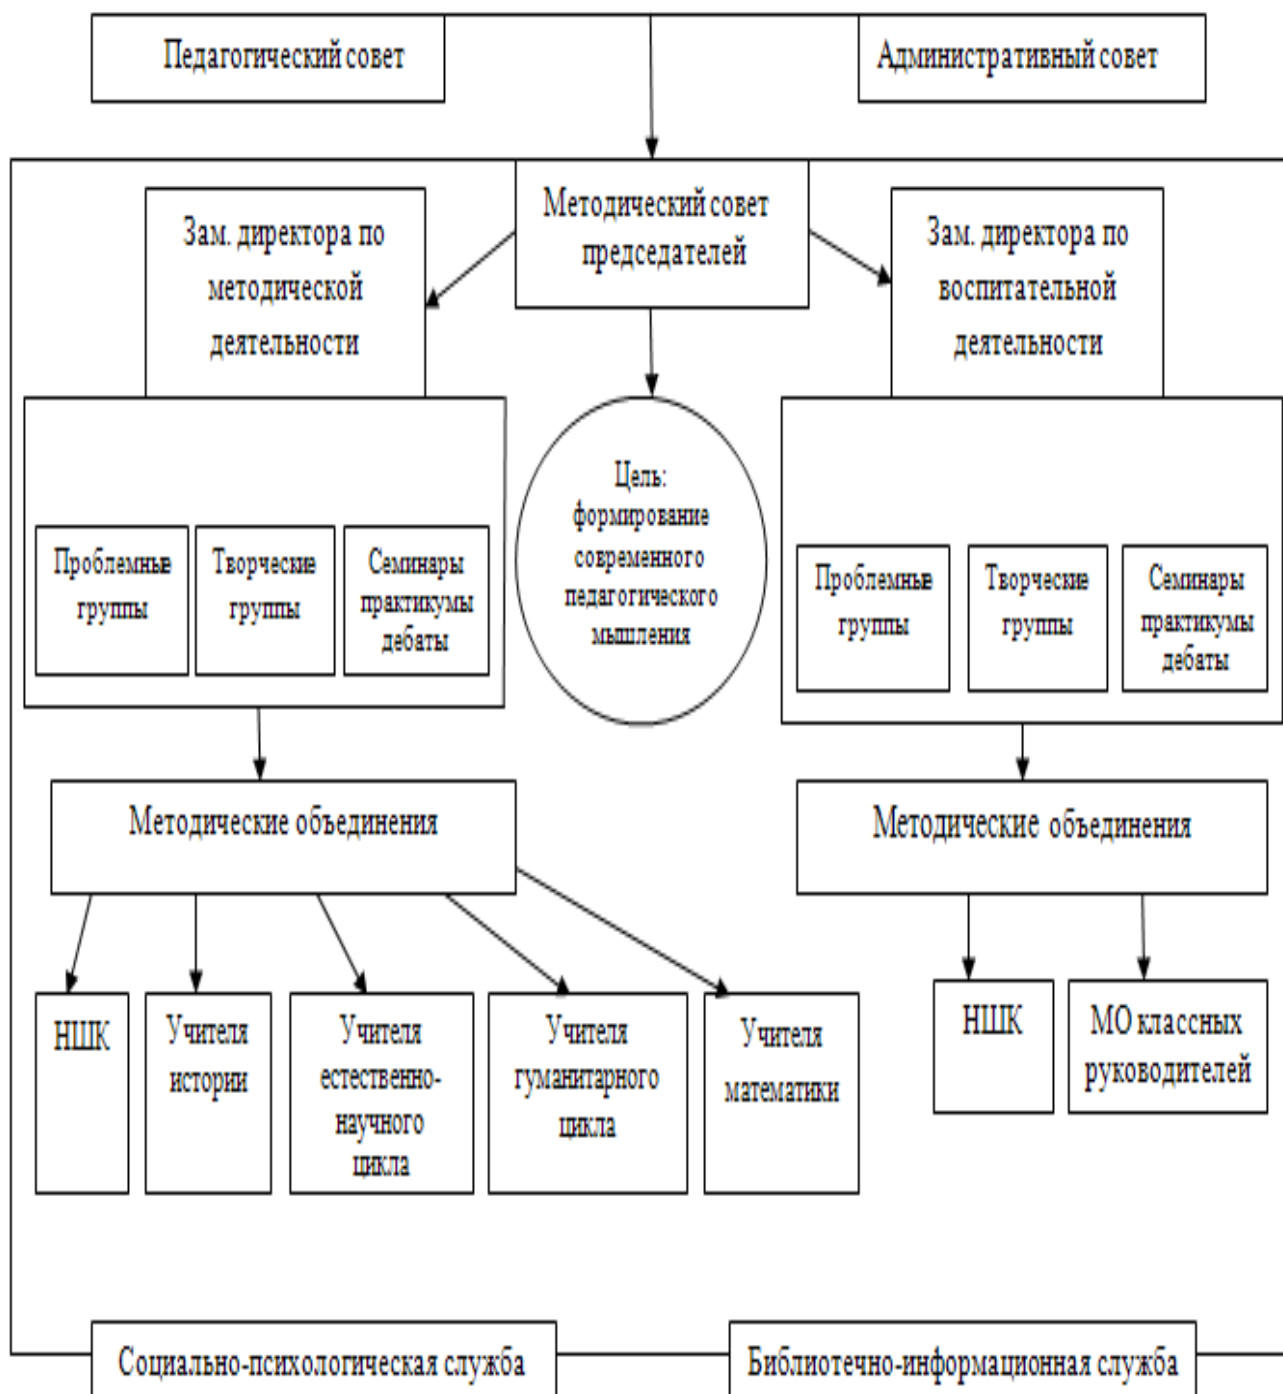 Педагогический совет
Административный совет
Методический совет
председателей
Зам. директора по
методической
деятельности
Зам. директора по
воспитательной
деятельности
Цель:
формирование
современного
педагогического
мышления
Проблемные
группы
Творческие
группы
Семинары
практикумы
дебаты
Проблемные
группы
Творческие
группы
Семинары
практикумы
дебаты
Методические объединения
Методические объединения
НШК
Учителя
истории
Учителя
естественно-
научного
цикла
Учителя
гуманитарного
цикла
Учителя
математики
НШК
МО классных
руководителей
Социально-психологическая служба
Библиотечно-информационная служба